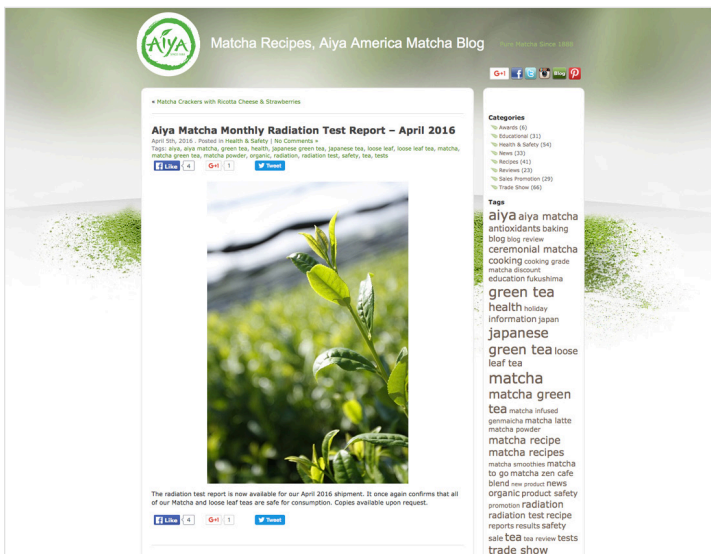 AIYA
Matcha Recipes, Aiya America Matcha Blog
Pure Matcha Since 1888
G+1
Blog
« Matcha Crackers with Ricotta Cheese & Strawberries
Aiya Matcha Monthly Radiation Test Report – April 2016
April 5th, 2016 . Posted in Health & Safety | No Comments »
Tags: aiya, aiya matcha, green tea, health, japanese green tea, japanese tea, loose leaf, loose leaf tea, matcha,
matcha green tea, matcha powder, organic, radiation, radiation test, safety, tea, tests
Like 4 G+1 1 Tweet
The radiation test report is now available for our April 2016 shipment. It once again confirms that all
of our Matcha and loose leaf teas are safe for consumption. Copies available upon request.
Like 4 G+1 1 Tweet
Categories
Awards (6)
Educational (31)
Health & Safety (54)
News (33)
Recipes (41)
Reviews (23)
Sales Promotion (29)
Trade Show (66)
Tags
aiya aiya matcha
antioxidants baking
blog blog review
ceremonial matcha
cooking cooking grade
matcha discount
education fukushima
green tea
health holiday
information japan
japanese
green tea loose
leaf tea
matcha
matcha green
tea matcha infused
genmaicha matcha latte
matcha powder
matcha recipe
matcha recipes
matcha smoothies matcha
to go matcha zen cafe
blend new product news
organic product safety
promotion radiation
radiation test recipe
reports results safety
sale tea tea review tests
trade show